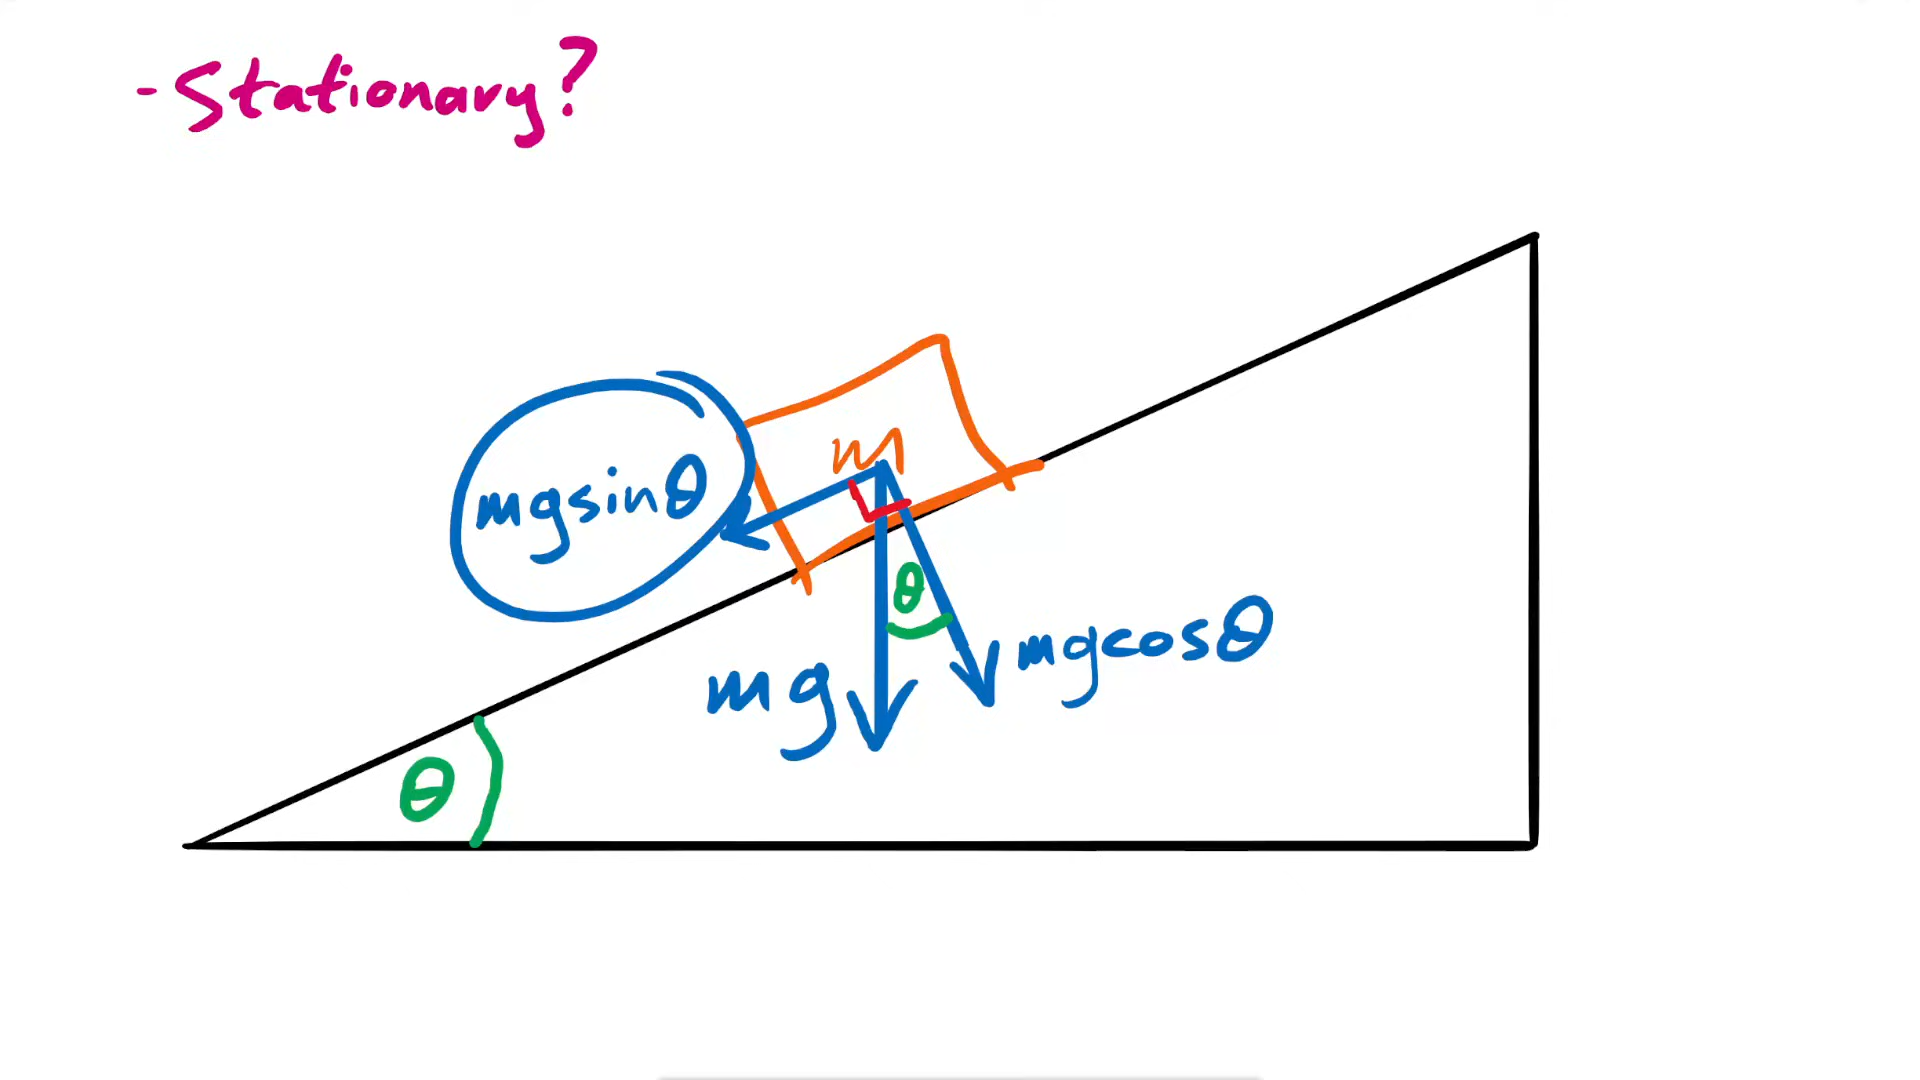 - Stationary?
m
mgsinθ
θ
mgcosθ
mg
θ